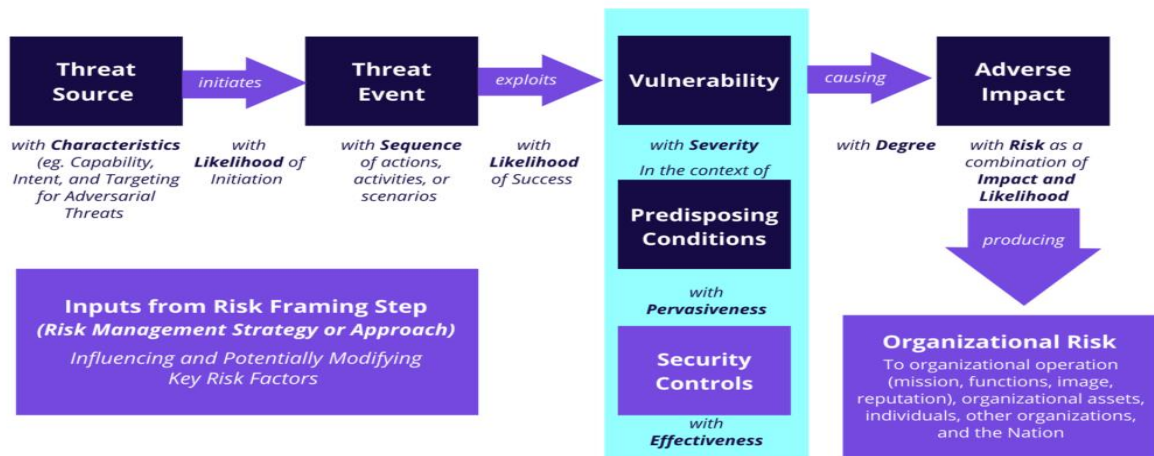 Threat
Source
initiates
Threat
Event
exploits
Vulnerability
causing
Adverse
Impact
with Characteristics
(eg. Capability,
Intent, and Targeting
for Adversarial
Threats
with
Likelihood of
Initiation
with Sequence
of actions,
activities, or
scenarios
with
Likelihood
of Success
with Severity
In the context of
with Degree
with Risk as a
combination of
Impact and
Likelihood
Predisposing
Conditions
producing
with
Pervasiveness
Inputs from Risk Framing Step
(Risk Management Strategy or Approach)
Influencing and Potentially Modifying
Key Risk Factors
Security
Controls
with
Effectiveness
Organizational Risk
To organizational operation
(mission, functions, image,
reputation), organizational assets,
individuals, other organizations,
and the Nation